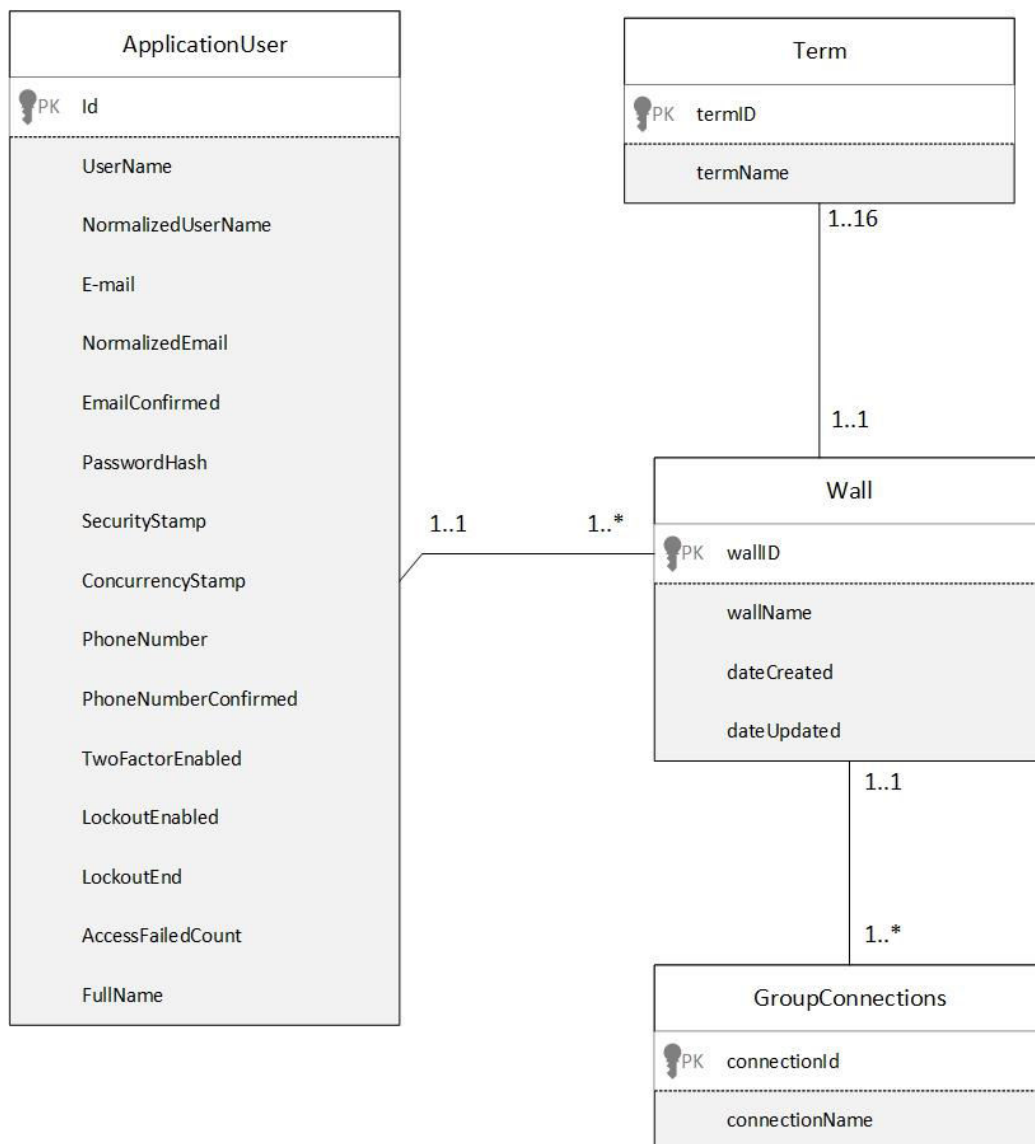 ApplicationUser
PK Id
UserName
NormalizedUserName
E-mail
NormalizedEmail
EmailConfirmed
PasswordHash
SecurityStamp
ConcurrencyStamp
PhoneNumber
PhoneNumberConfirmed
TwoFactorEnabled
LockoutEnabled
LockoutEnd
AccessFailedCount
FullName
1..1
1..*
Term
PK termID
termName
1..16
1..1
Wall
PK wallID
wallName
dateCreated
dateUpdated
1..1
1..*
GroupConnections
PK connectionId
connectionName